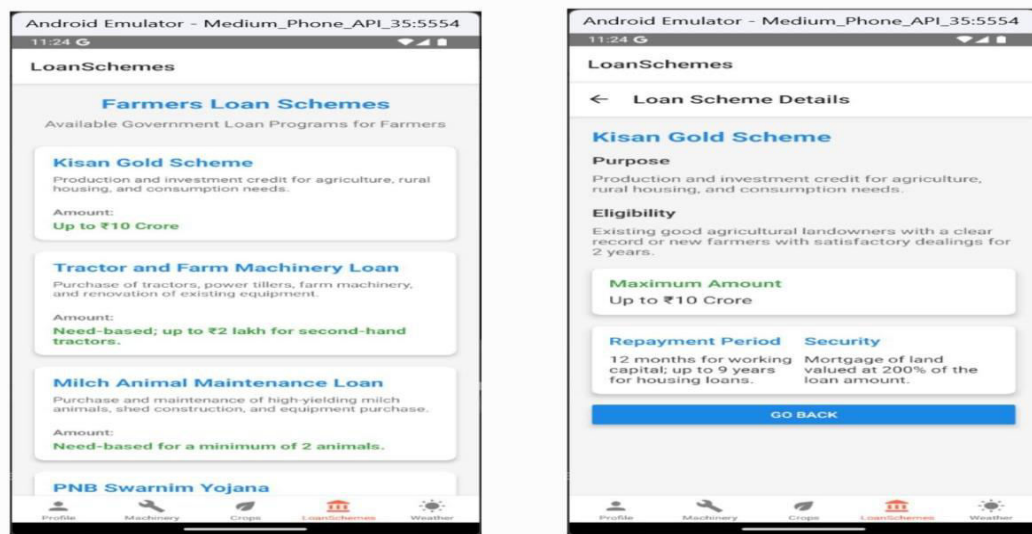 Android Emulator - Medium_Phone_API_35:5554
11:24 G
LoanSchemes
Farmers Loan Schemes
Available Government Loan Programs for Farmers
Kisan Gold Scheme
Production and investment credit for agriculture, rural
housing, and consumption needs.
Amount:
Up to ₹10 Crore
Tractor and Farm Machinery Loan
Purchase of tractors, power tillers, farm machinery,
and renovation of existing equipment.
Amount:
Need-based; up to ₹2 lakh for second-hand
tractors.
Milch Animal Maintenance Loan
Purchase and maintenance of high-yielding milch
animals, shed construction, and equipment purchase.
Amount:
Need-based for a minimum of 2 animals.
PNB Swarnim Yojana
Profile Machinery Crops LoanSchemes Weather
Android Emulator - Medium_Phone_API_35:5554
11:24 G
LoanSchemes
← Loan Scheme Details
Kisan Gold Scheme
Purpose
Production and investment credit for agriculture,
rural housing, and consumption needs.
Eligibility
Existing good agricultural landowners with a clear
record or new farmers with satisfactory dealings for
2 years.
Maximum Amount
Up to ₹10 Crore
Repayment Period
12 months for working
capital; up to 9 years
for housing loans.
Security
Mortgage of land
valued at 200% of the
loan amount.
GO BACK
Profile Machinery Crops LoanSchemes Weather